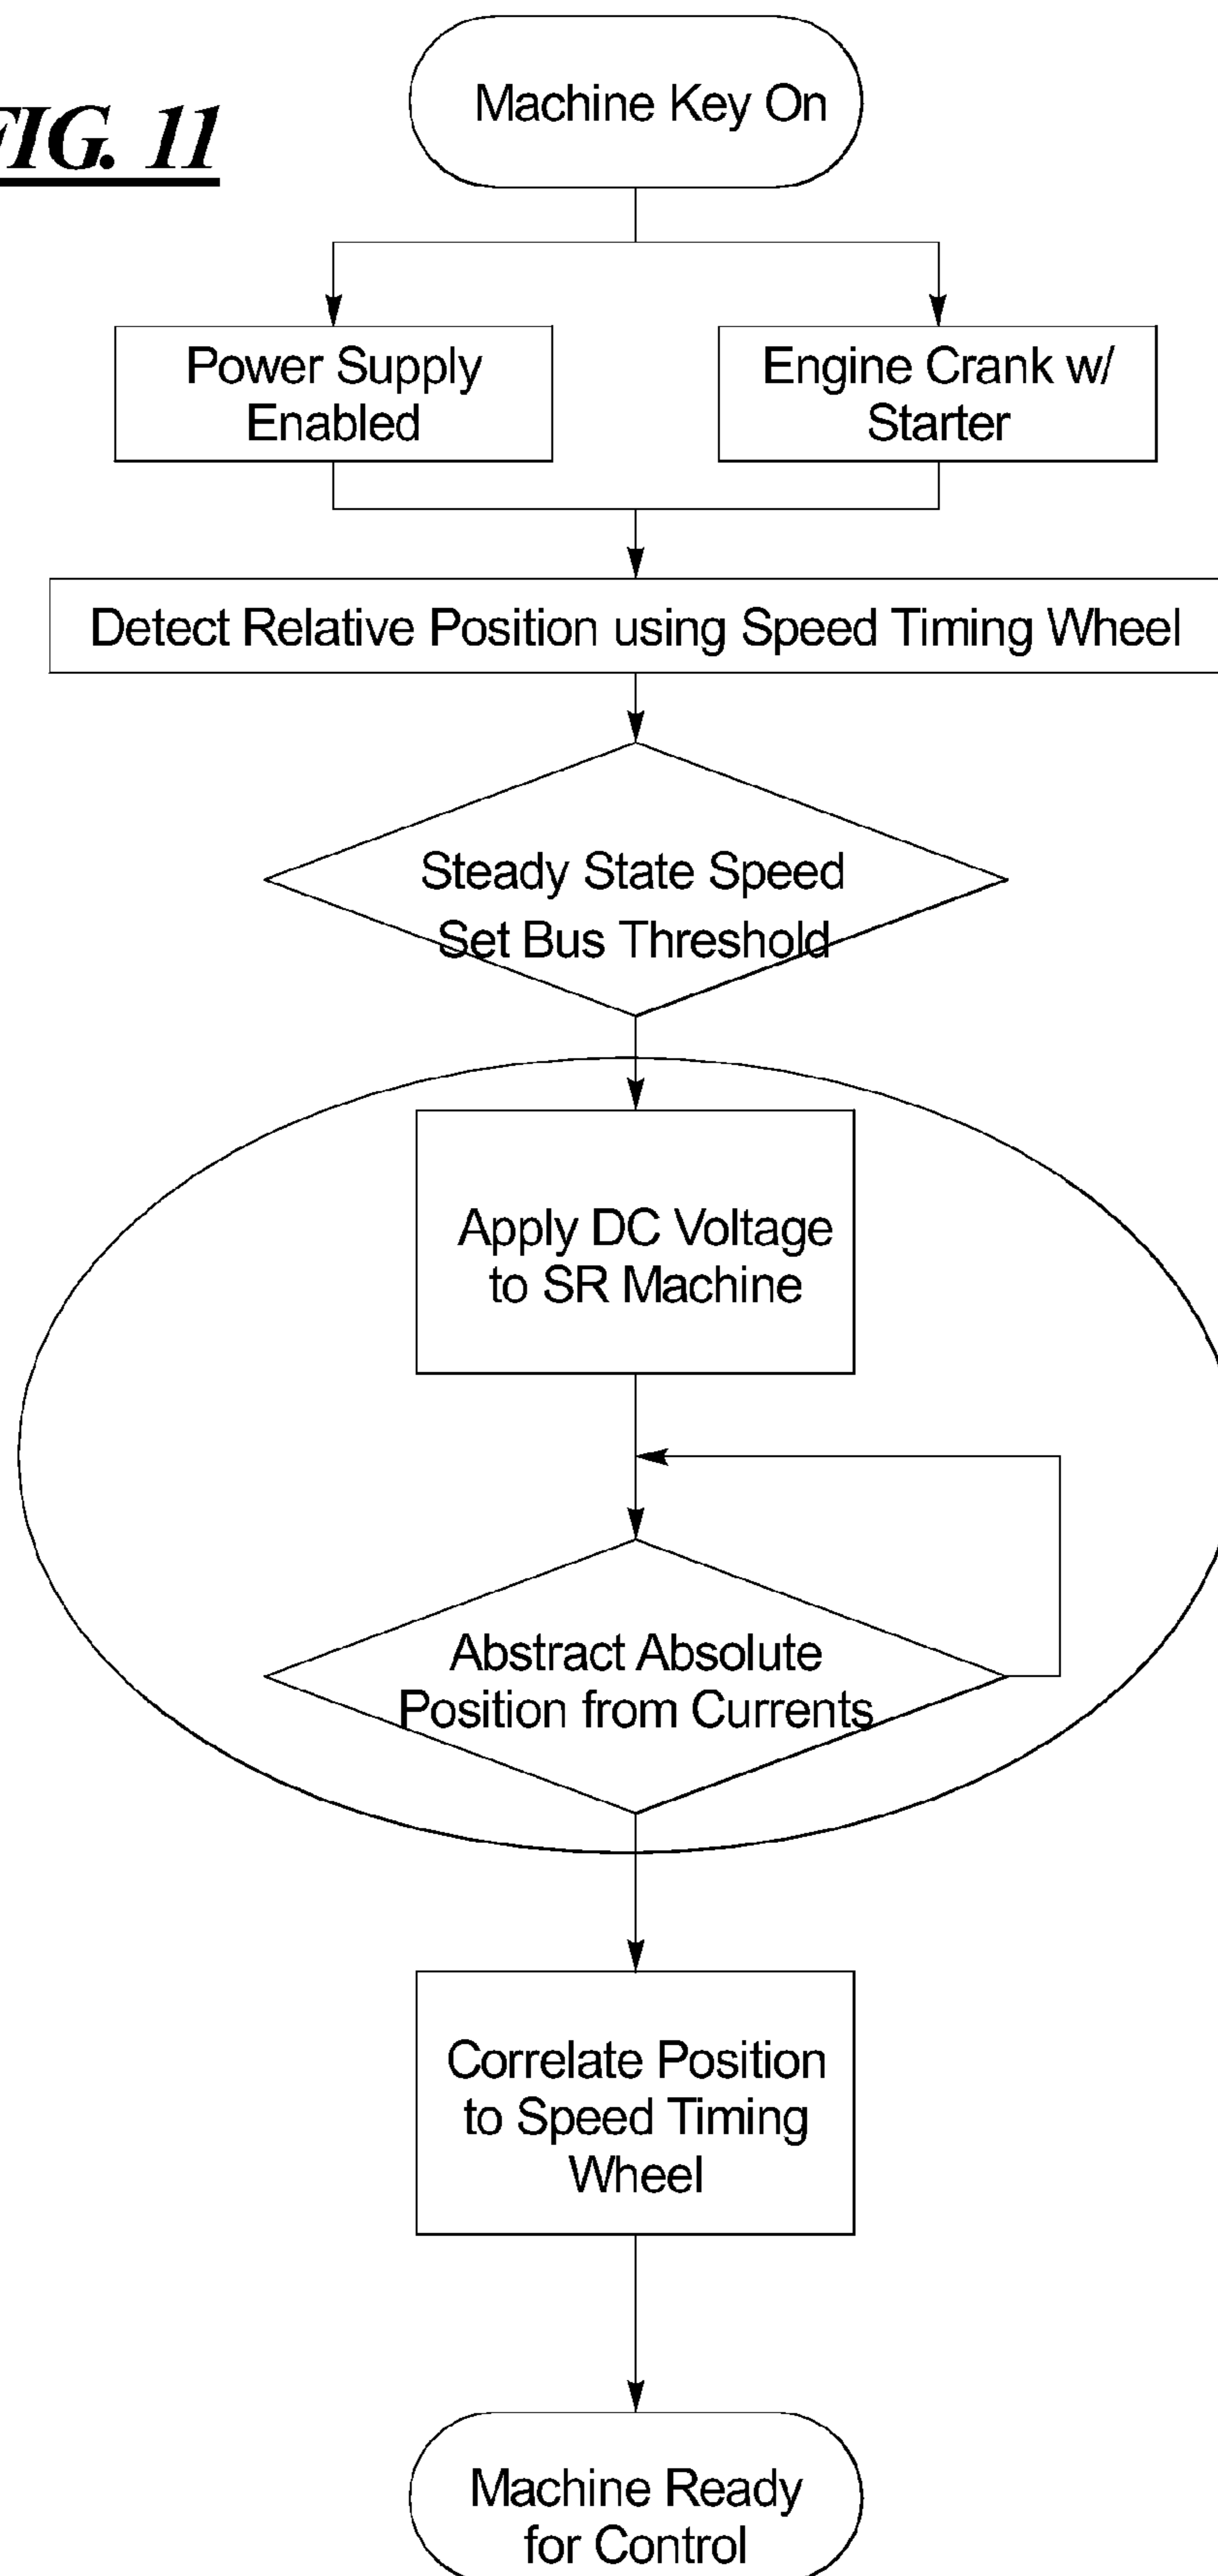 FIG. 11
Machine Key On
Power Supply
Enabled
Engine Crank w/
Starter
Detect Relative Position using Speed Timing Wheel
Steady State Speed
Set Bus Threshold
Apply DC Voltage
to SR Machine
Abstract Absolute
Position from Currents
Correlate Position
to Speed Timing
Wheel
Machine Ready
for Control